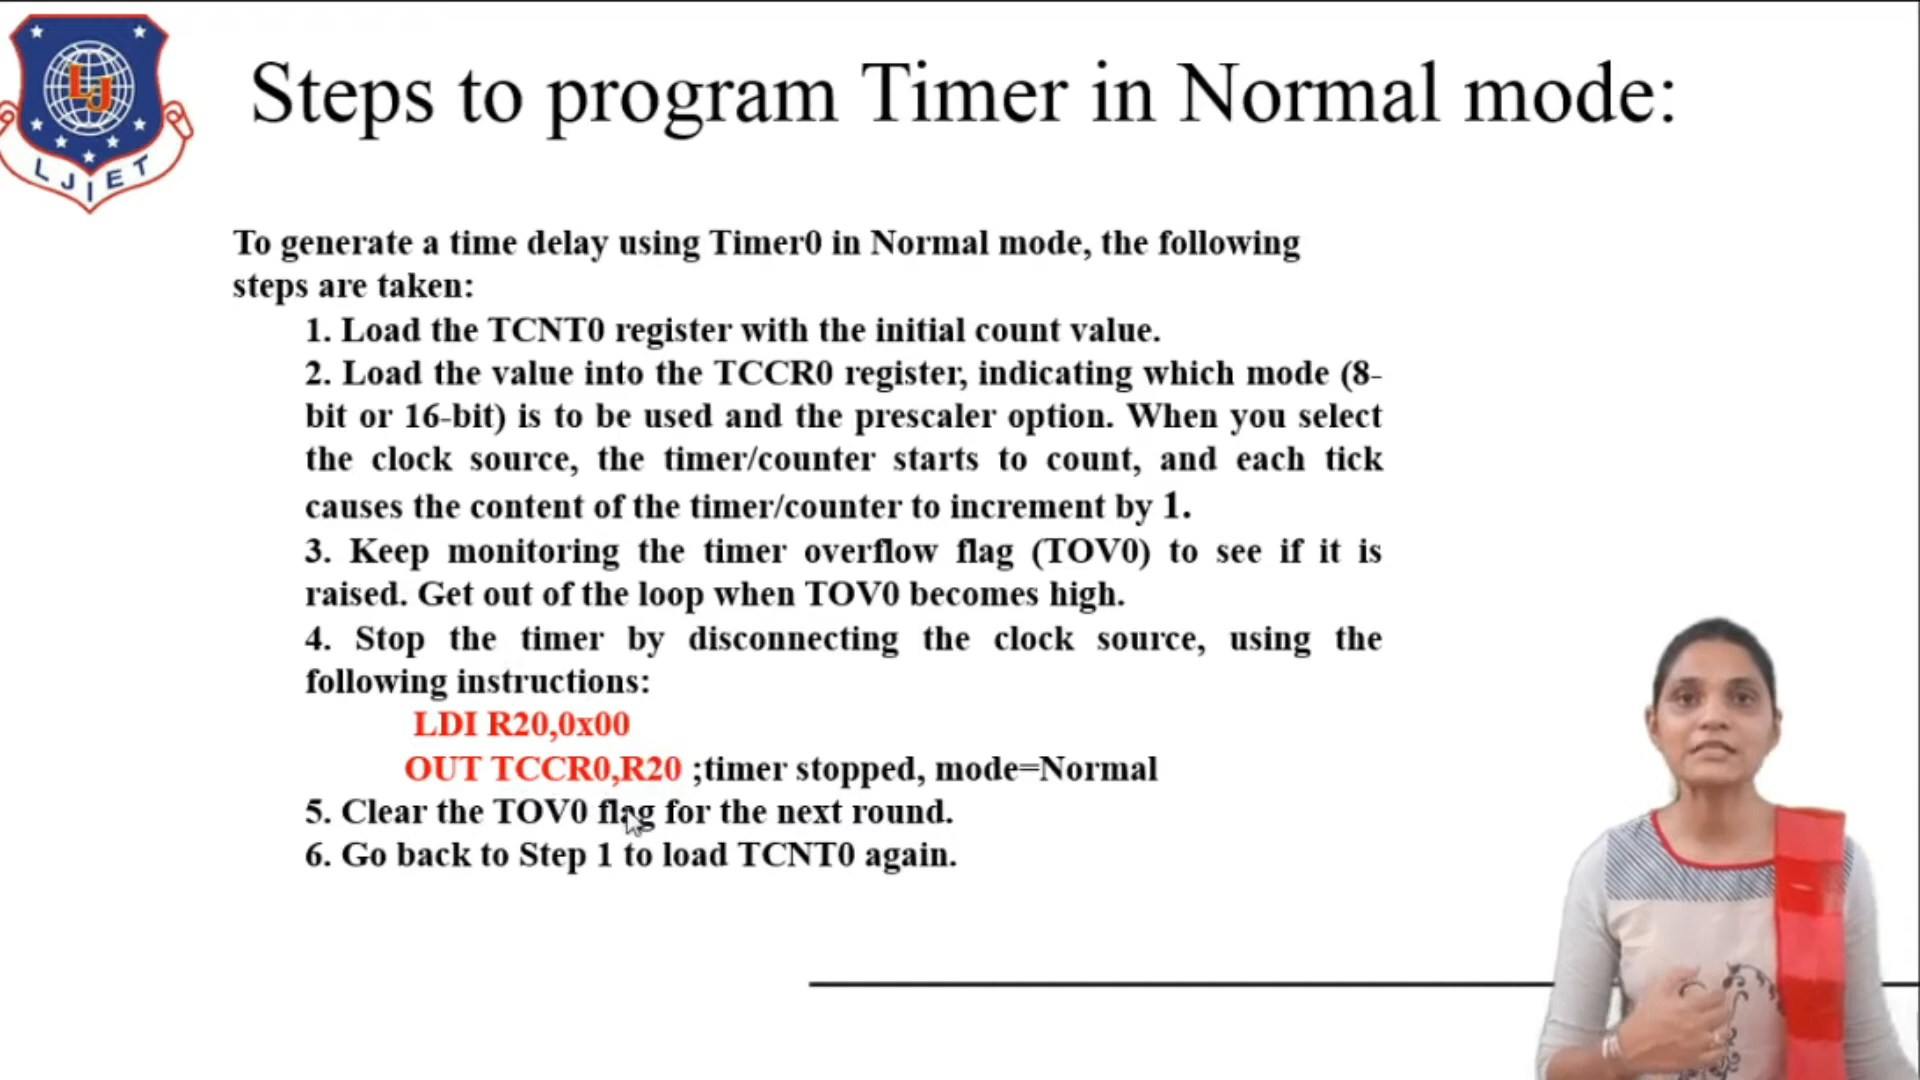 LJ
LJIET
Steps to program Timer in Normal mode:
To generate a time delay using Timer0 in Normal mode, the following
steps are taken:
1. Load the TCNT0 register with the initial count value.
2. Load the value into the TCCR0 register, indicating which mode (8-
bit or 16-bit) is to be used and the prescaler option. When you select
the clock source, the timer/counter starts to count, and each tick
causes the content of the timer/counter to increment by 1.
3. Keep monitoring the timer overflow flag (TOV0) to see if it is
raised. Get out of the loop when TOV0 becomes high.
4. Stop the timer by disconnecting the clock source, using the
following instructions:
LDI R20,0x00
OUT TCCR0,R20 ;timer stopped, mode=Normal
5. Clear the TOV0 flag for the next round.
6. Go back to Step 1 to load TCNT0 again.